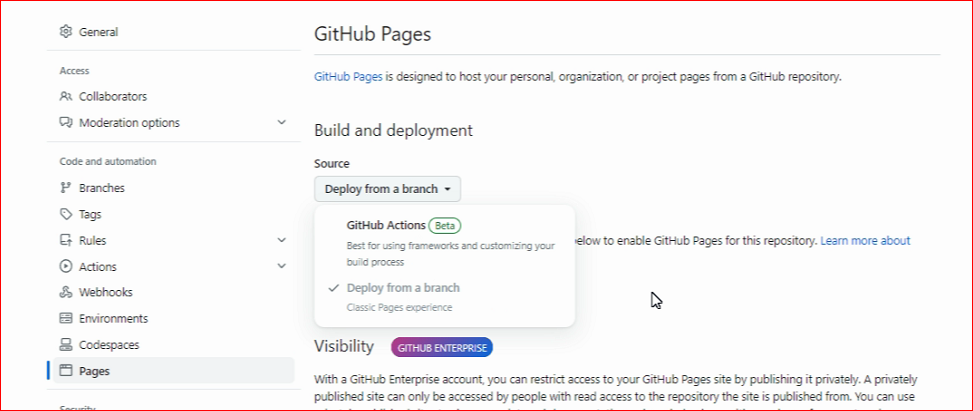 General
Access
Collaborators
Moderation options
Code and automation
Branches
Tags
Rules
Actions
Webhooks
Environments
Codespaces
Pages
Security
GitHub Pages
GitHub Pages is designed to host your personal, organization, or project pages from a GitHub repository.
Build and deployment
Source
Deploy from a branch
GitHub Actions Beta
Best for using frameworks and customizing your
build process
Deploy from a branch
Classic Pages experience
below to enable GitHub Pages for this repository. Learn more about
Visibility GITHUB ENTERPRISE
With a GitHub Enterprise account, you can restrict access to your GitHub Pages site by publishing it privately. A privately
published site can only be accessed by people with read access to the repository the site is published from. You can use